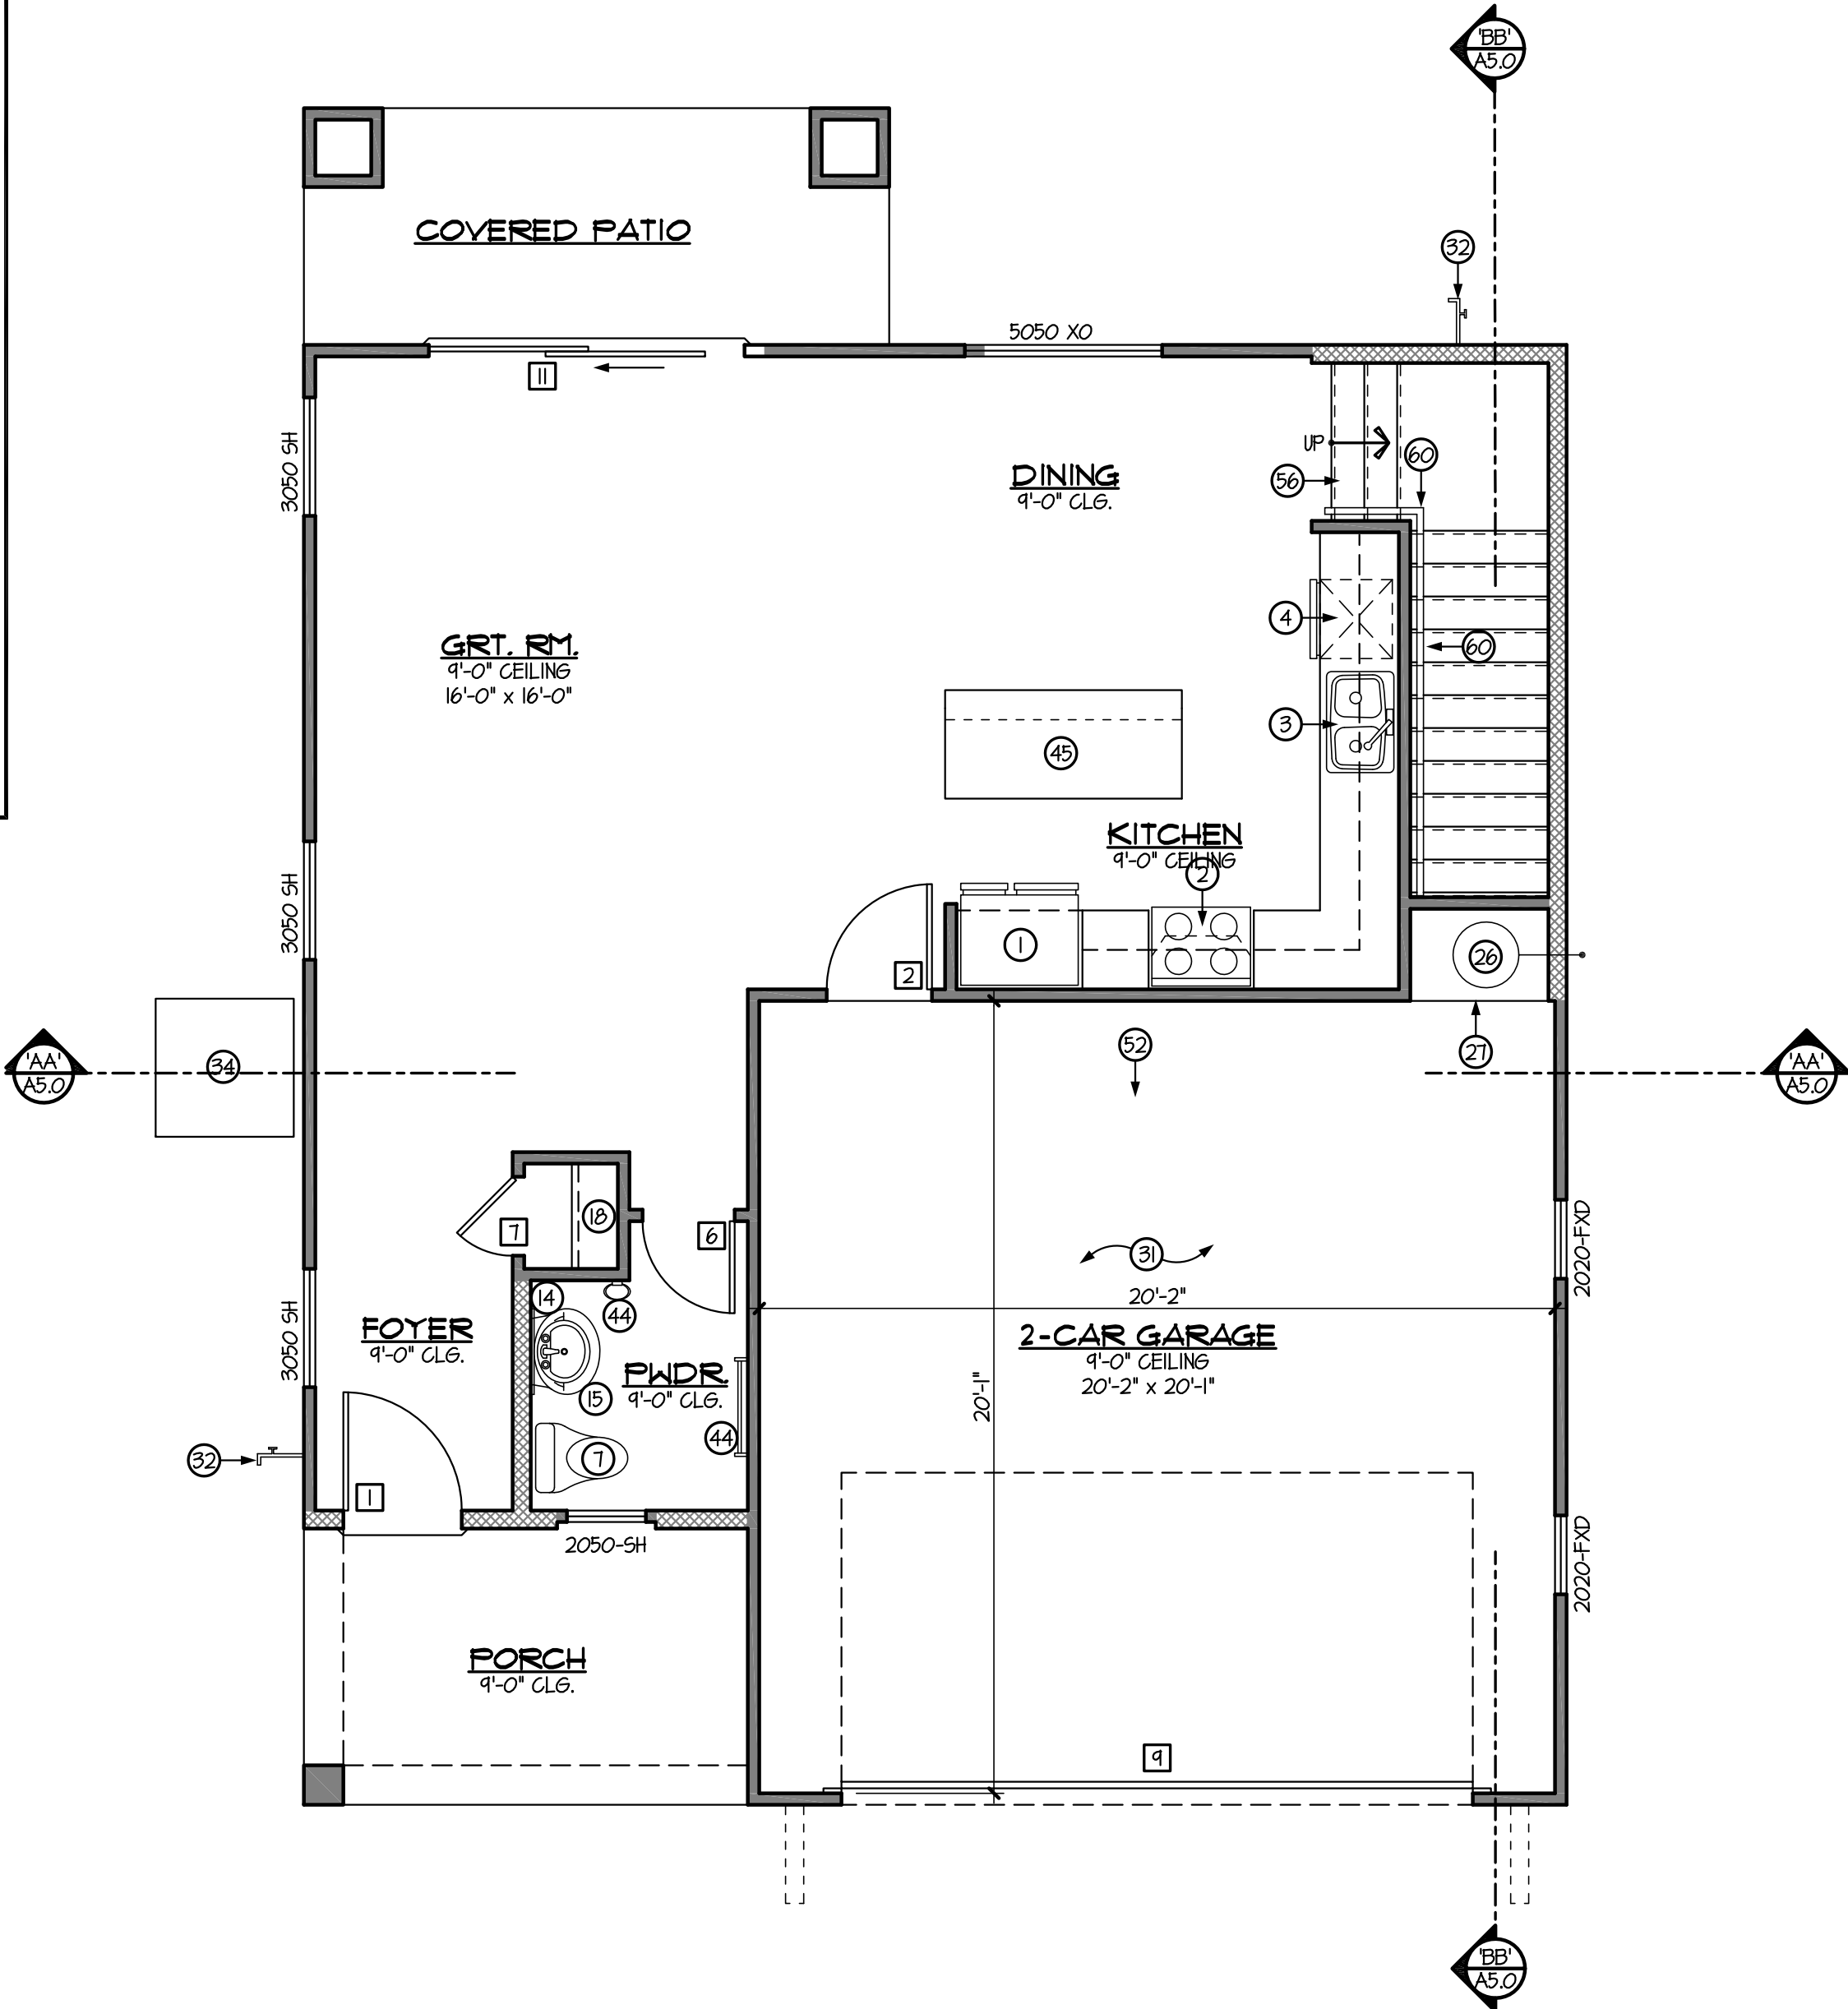 'BB'
A5.0
COVERED PATIO
32
5050 XO
11
3050 SH
UP
60
DINING
9'-0" CLG.
56
4
GRT. RM.
9'-0" CEILING
16'-0" x 16'-0"
60
3
45
KITCHEN
9'-0" CEILING
2
3050 SH
1
2
26
52
27
34
'AA'
A5.0
'AA'
A5.0
18
7
6
31
2020-FXD
20'-2"
14
44
3050 SH
FOYER
9'-0" CLG.
2-CAR GARAGE
9'-0" CEILING
20'-2" x 20'-1"
PWDR.
9'-0" CLG.
15
20'-1"
44
32
7
1
2050-SH
2020-FXD
PORCH
9'-0" CLG.
9
'BB'
A5.0